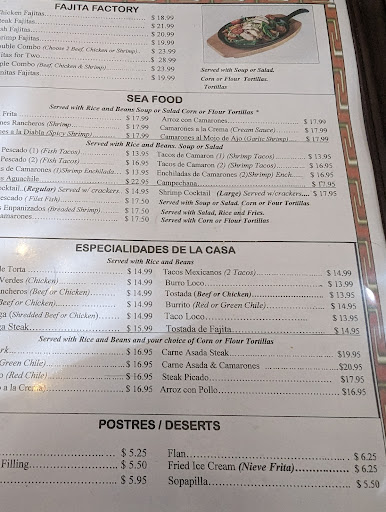 FAJITA FACTORY
Chicken Fajitas $ 18.99
Steak Fajitas $ 21.99
Fajitas $ 20.99
Shrimp Fajitas $ 19.99
Double Combo (Choose 2 Beef, Chicken or Shrimp) $ 23.99
Fajitas for Two $ 28.99
Combo (Beef, Chicken & Shrimp) $ 23.99
Fajitas $ 19.99
Served with Soup or Salad.
Corn or Flour Tortillas.
Tortillas
SEA FOOD
Served with Rice and Beans Soup or Salad Corn or Flour Tortillas *
Frita $ 17.99 Arroz con Camarones $ 17.99
Rancheros (Shrimp $ 17.99 Camarones a la Crema (Cream Sauce) $ 17.99
a la Diabla (Spicy Shrimp) $ 17.99 Camarones al Mojo de Ajo (Garlic Shrimp) $ 17.99
Served with Rice and Beans. Soup or Salad
Pescado (1) (Fish Tacos) $ 13.95 Tacos de Camaron (1) (Shrimp Tacos) $ 13.95
Pescado (2) (Fish Tacos) $ 16.95 Tacos de Camaron (2) (Shrimp Tacos) $ 16.95
de Camarones (1)Shrimp Enchilada $ 13.95 Enchiladas de Camarones (2)Shrimp) Ench. $ 16.95
Aguachile $ 22.95 Campechana $ 17.95
Cocktail (Regular) Served w/ crackers $ 14.95 Shrimp Cocktail (Large) Served w/crackers $ 17.95
Pescado ( Filet Fish) $ 17.50 Served with Soup or Salad. Corn or Four Tortillas.
Empanizados (Breaded Shrimp) $ 17.50 Served with Salad, Rice and Fries.
Camarones $ 17.50 Served with Corn or Flour Tortillas
ESPECIALIDADES DE LA CASA
Served with Rice and Beans
de Torta $ 14.99 Tacos Mexicanos (2 Tacos) $ 14.99
Verdes (Chicken) $ 14.99 Burro Loco $ 13.99
Rancheros (Beef or Chicken) $ 14.99 Tostada (Beef or Chicken) $ 13.95
Beef or Chicken) $ 14.99 Burrito (Red or Green Chile) $ 14.99
(Shredded Beef or Chicken) $ 14.99 Taco Loco $ 13.95
Steak $ 15.99 Tostada de Fajita $ 14.95
Served with Rice and Beans and your choice of Corn or Flour Tortillas
$ 16.95 Carne Asada Steak $19.95
Green Chile) $ 16.95 Carne Asada & Camarones $20.95
(Red Chile) $ 16.95 Steak Picado $17.95
a la Crema) $ 16.95 Arroz con Pollo $16.95
POSTRES / DESERTS
$ 5.25 Flan $ 6.25
Filling $ 5.50 Fried Ice Cream (Nieve Frita) $ 6.25
$ 5.95 Sopapilla $ 5.50